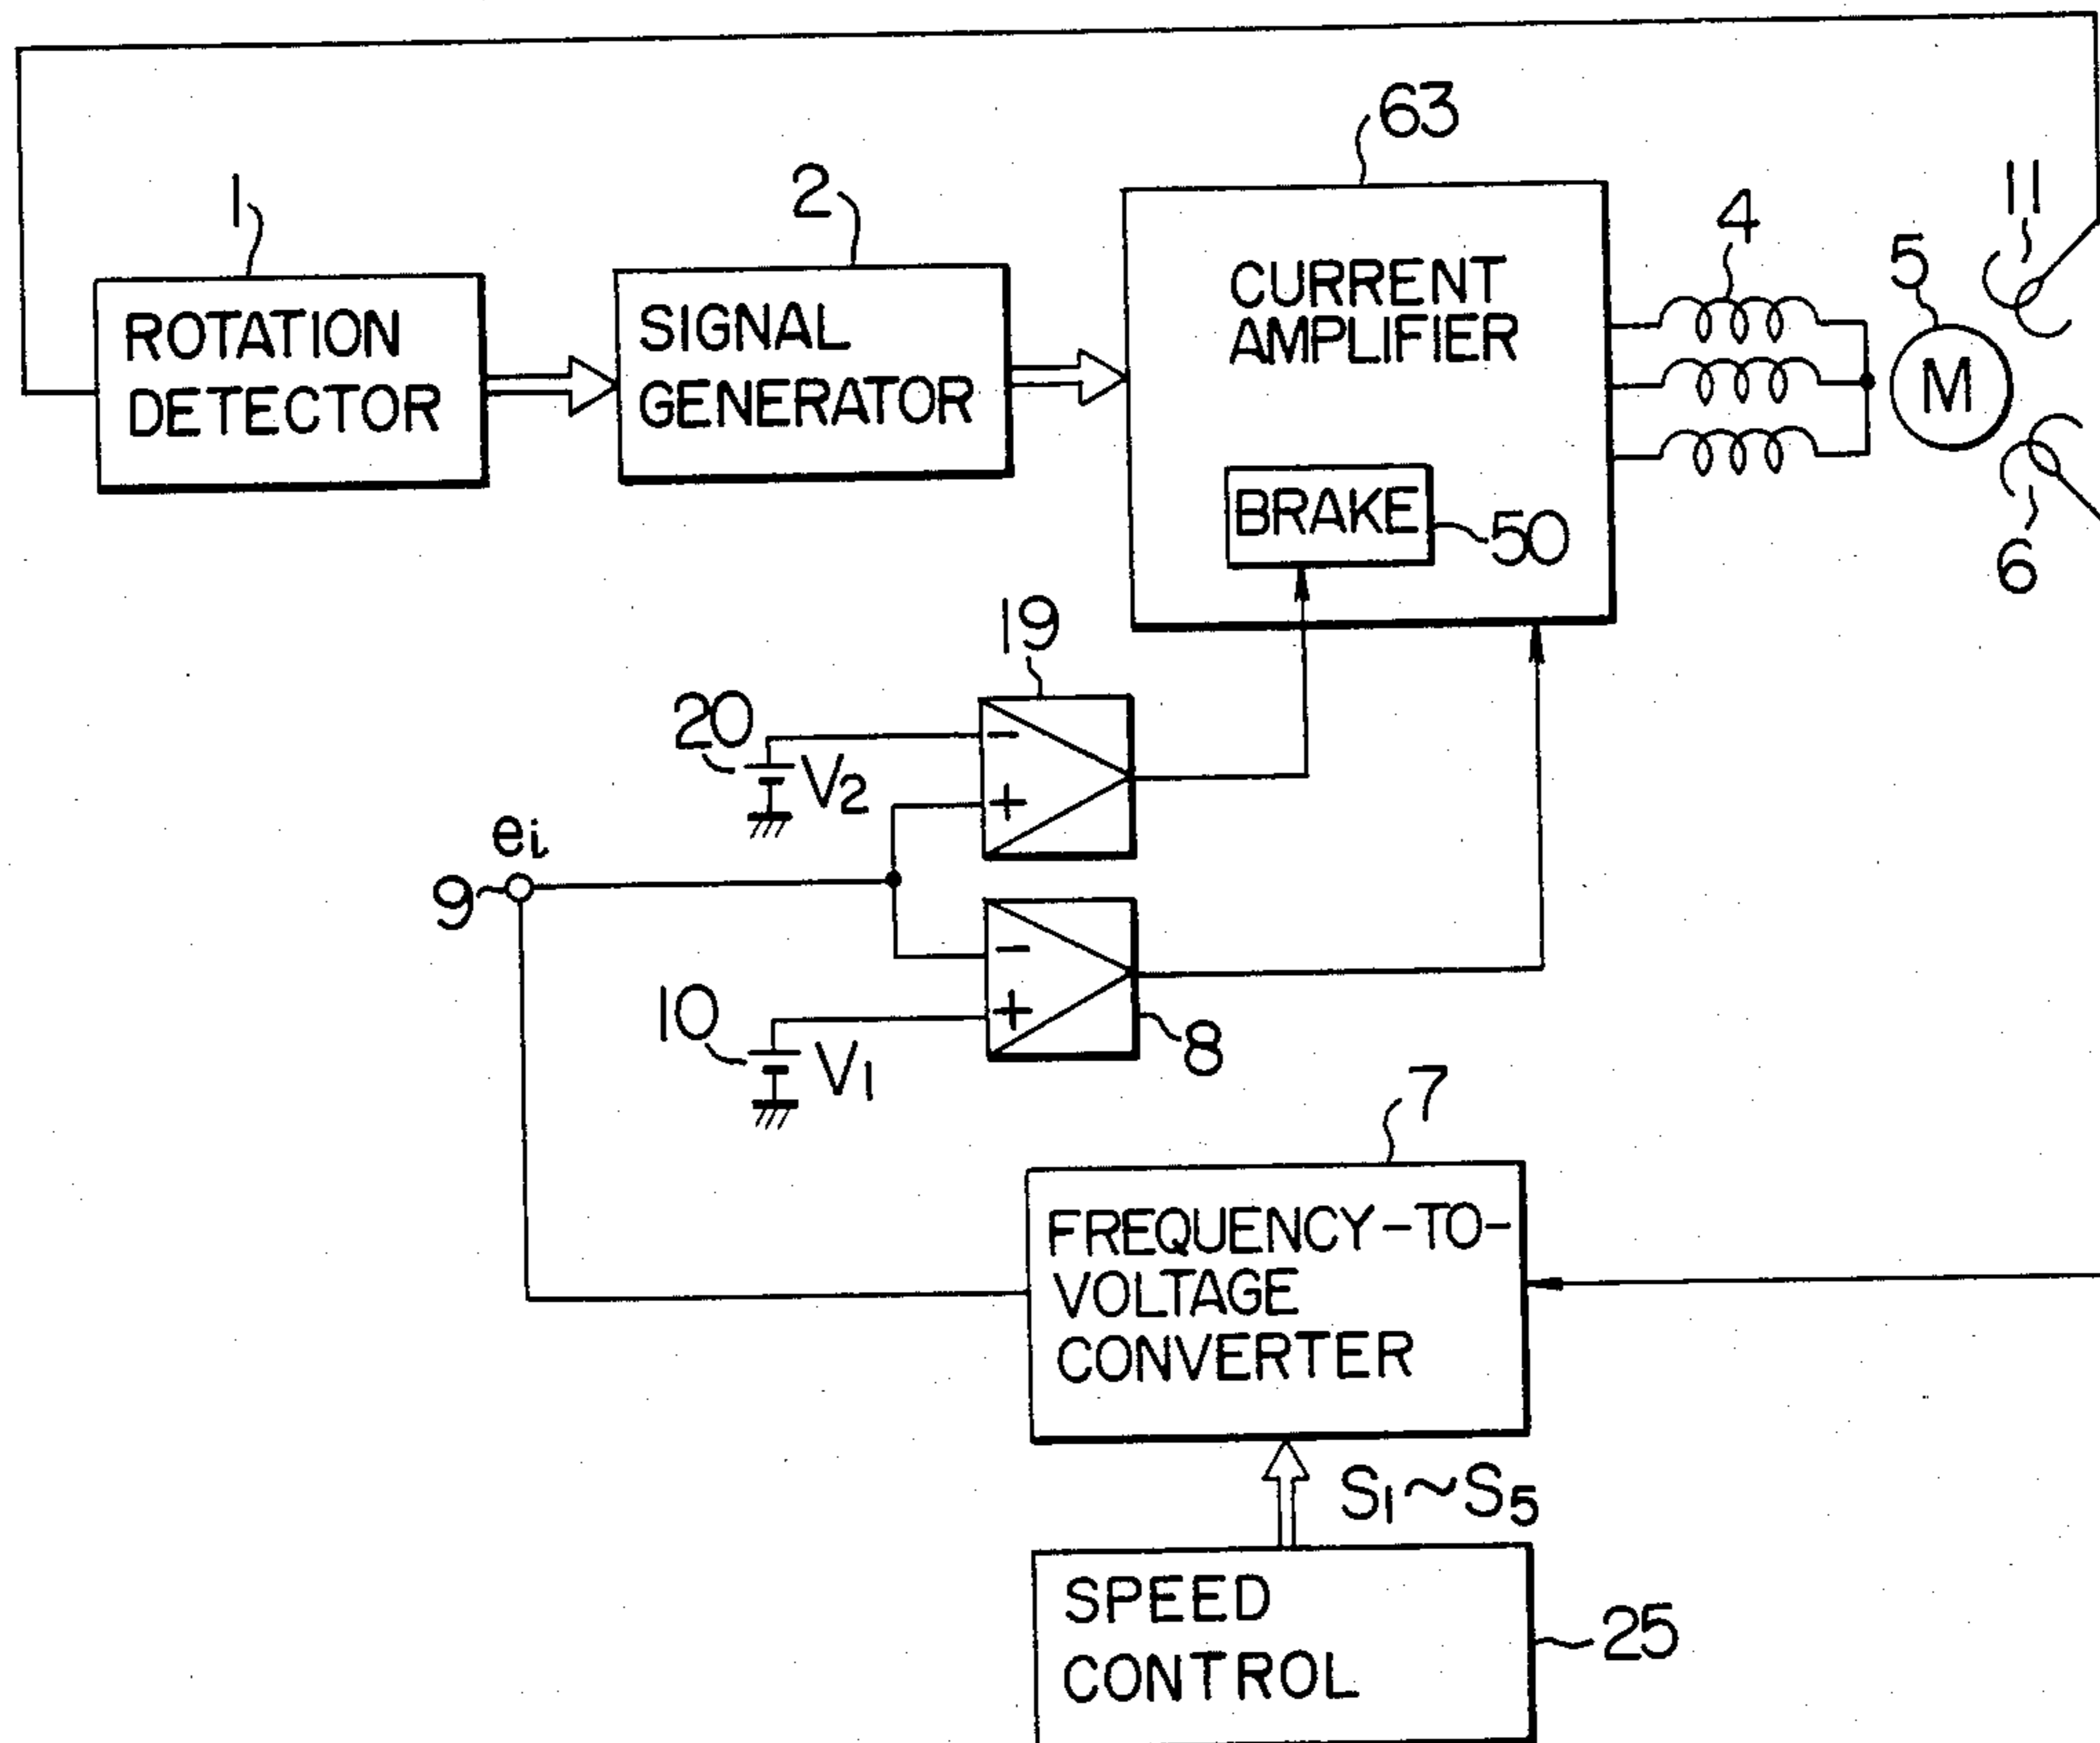 63
1
2
4
11
5
ROTATION
DETECTOR
SIGNAL
GENERATOR
CURRENT
AMPLIFIER
M
BRAKE
50
6
19
20
V2
−
+
ei
9
−
+
10
V1
8
7
FREQUENCY-TO-
VOLTAGE
CONVERTER
S1~S5
SPEED
CONTROL
25